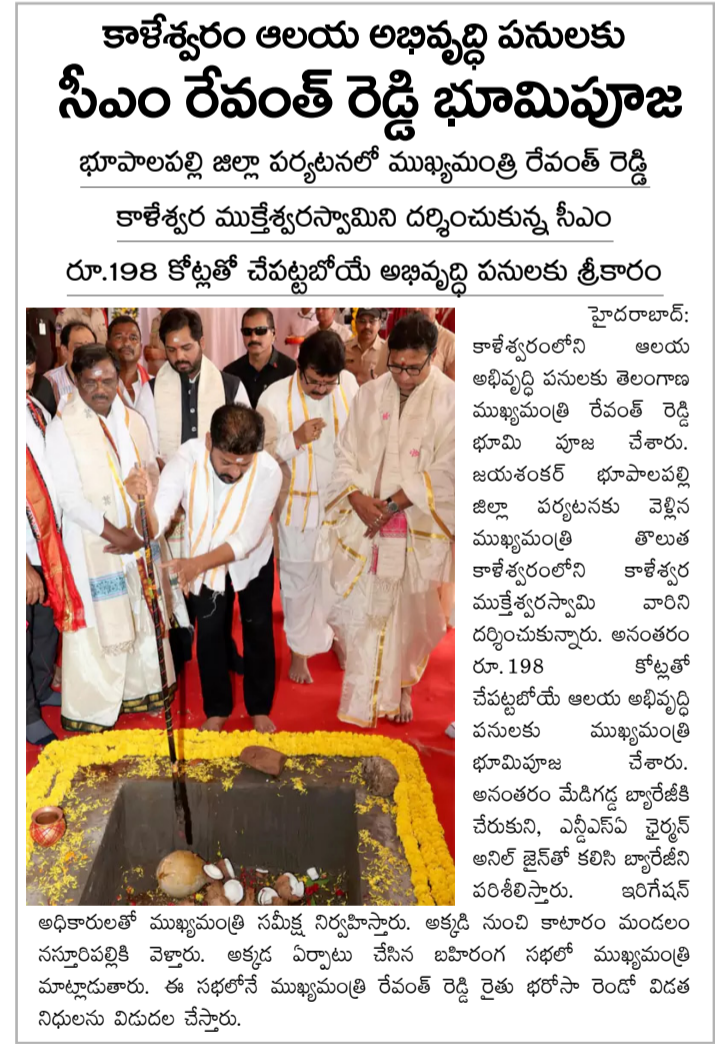 కాళేశ్వరం ఆలయ అభివృద్ధి పనులకు
సీఎం రేవంత్ రెడ్డి భూమిపూజ
భూపాలపల్లి జిల్లా పర్యటనలో ముఖ్యమంత్రి రేవంత్ రెడ్డి
కాళేశ్వర ముక్తేశ్వరస్వామిని దర్శించుకున్న సీఎం
రూ.198 కోట్లతో చేపట్టబోయే అభివృద్ధి పనులకు శ్రీకారం
హైదరాబాద్:
కాళేశ్వరంలోని ఆలయ
అభివృద్ధి పనులకు తెలంగాణ
ముఖ్యమంత్రి రేవంత్ రెడ్డి
భూమి పూజ చేశారు.
జయశంకర్ భూపాలపల్లి
జిల్లా పర్యటనకు వెళ్లిన
ముఖ్యమంత్రి తొలుత
కాళేశ్వరంలోని కాళేశ్వర
ముక్తేశ్వరస్వామి వారిని
దర్శించుకున్నారు. అనంతరం
రూ.198 కోట్లతో
చేపట్టబోయే ఆలయ అభివృద్ధి
పనులకు ముఖ్యమంత్రి
భూమిపూజ చేశారు.
అనంతరం మేడిగడ్డ బ్యారేజీకి
చేరుకుని, ఎన్డీఎస్ఏ ఛైర్మన్
అనిల్ జైన్‌తో కలిసి బ్యారేజీని
పరిశీలిస్తారు. ఇరిగేషన్
అధికారులతో ముఖ్యమంత్రి సమీక్ష నిర్వహిస్తారు. అక్కడి నుంచి కాటారం మండలం
నస్తూరిపల్లికి వెళ్తారు. అక్కడ ఏర్పాటు చేసిన బహిరంగ సభలో ముఖ్యమంత్రి
మాట్లాడుతారు. ఈ సభలోనే ముఖ్యమంత్రి రేవంత్ రెడ్డి రైతు భరోసా రెండో విడత
నిధులను విడుదల చేస్తారు.